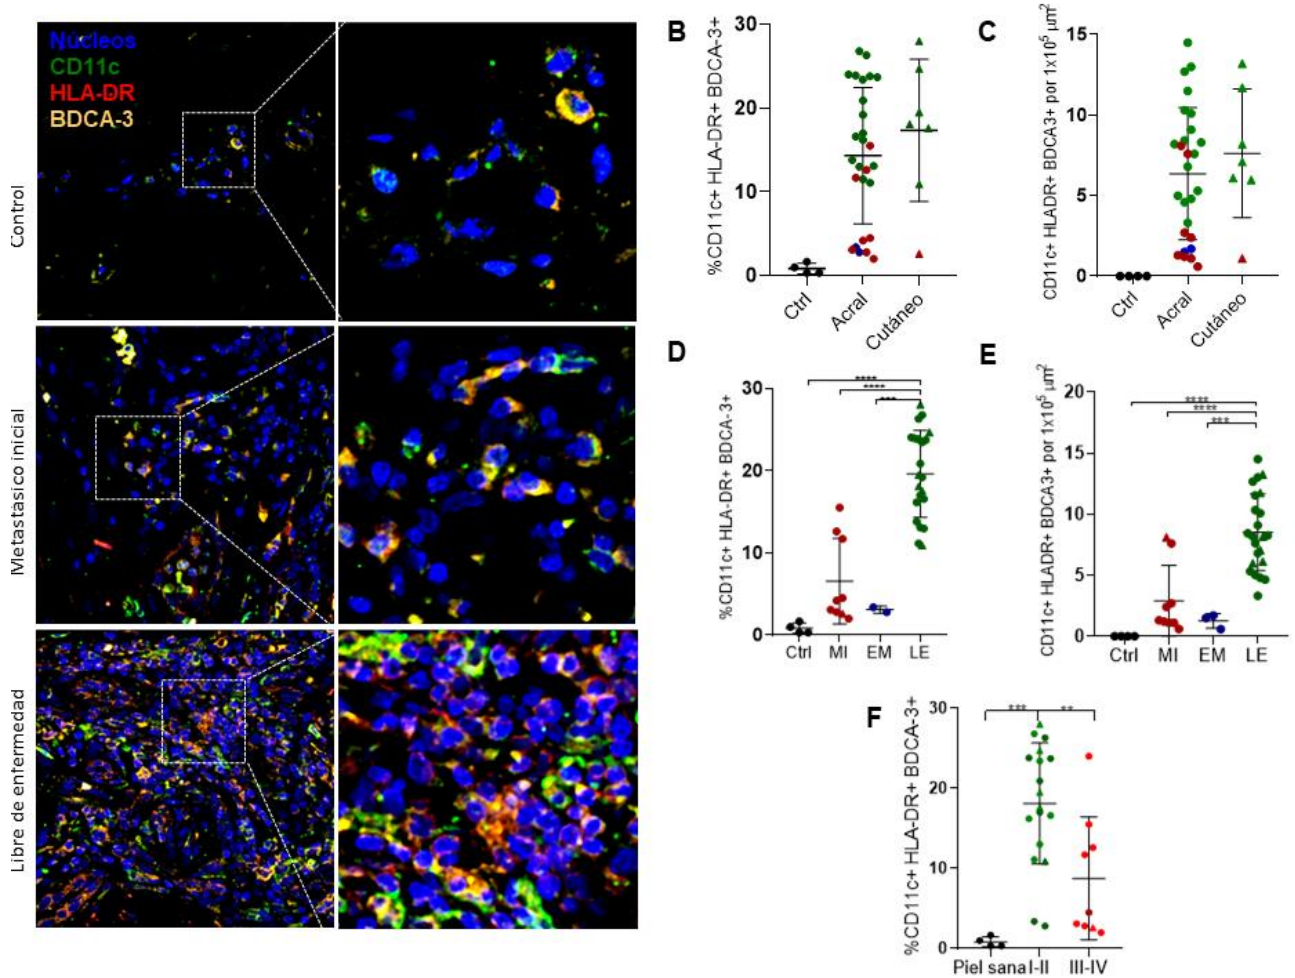 Núcleos
CD11c
HLA-DR
BDCA-3
Control
Metastasico inicial
Libre de enfermedad
B
%CD11c+ HLA-DR+ BDCA-3+
30
20
10
0
Ctrl
Acral
Cutáneo
C
CD11c+ HLADR+ BDCA3+ por 1x10⁵ µm²
15
10
5
0
Ctrl
Acral
Cutáneo
D
%CD11c+ HLA-DR+ BDCA-3+
30
20
10
0
****
****
***
Ctrl MI EM LE
E
CD11c+ HLADR+ BDCA3+ por 1x10⁵ µm²
20
15
10
5
0
****
****
***
Ctrl MI EM LE
F
%CD11c+ HLA-DR+ BDCA-3+
30
20
10
0
*** **
Piel sana I-II III-IV